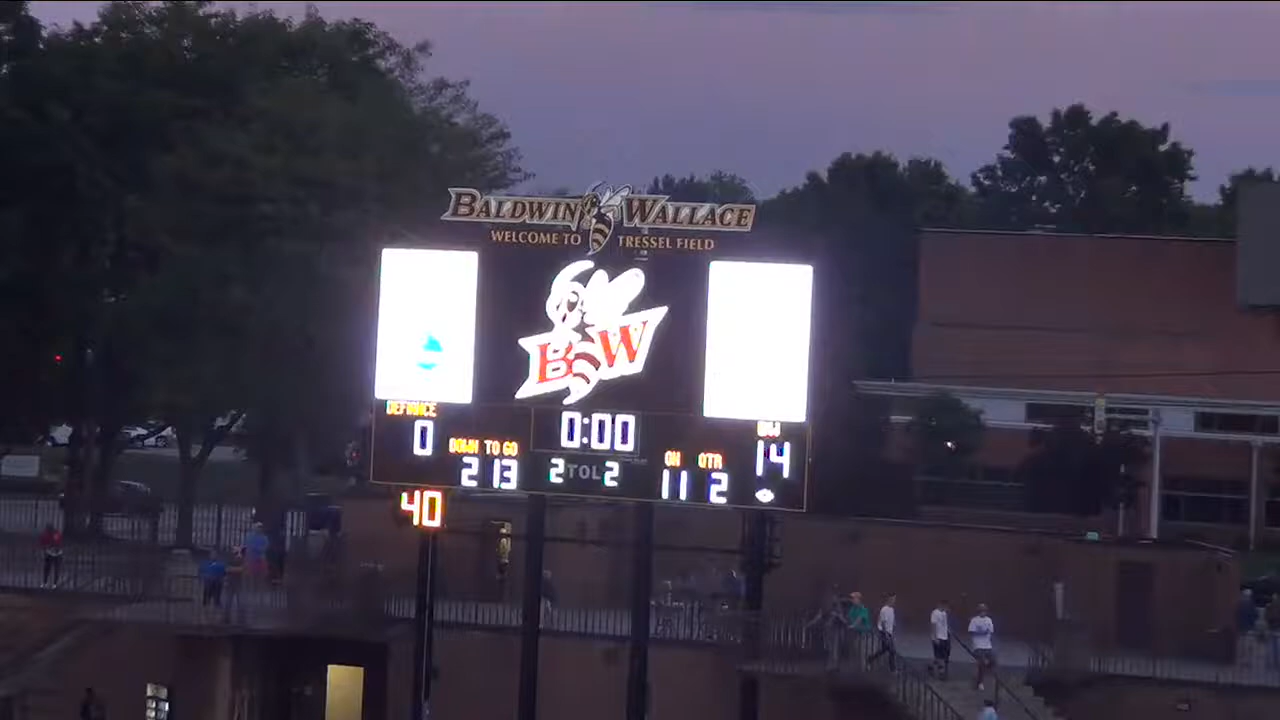 BALDWIN WALLACE
WELCOME TO TRESSEL FIELD
BW
DEFIANCE
BW
0
0:00
14
DOWN TO GO
ON QTR
2 13
2 TOL 2
11 2
40